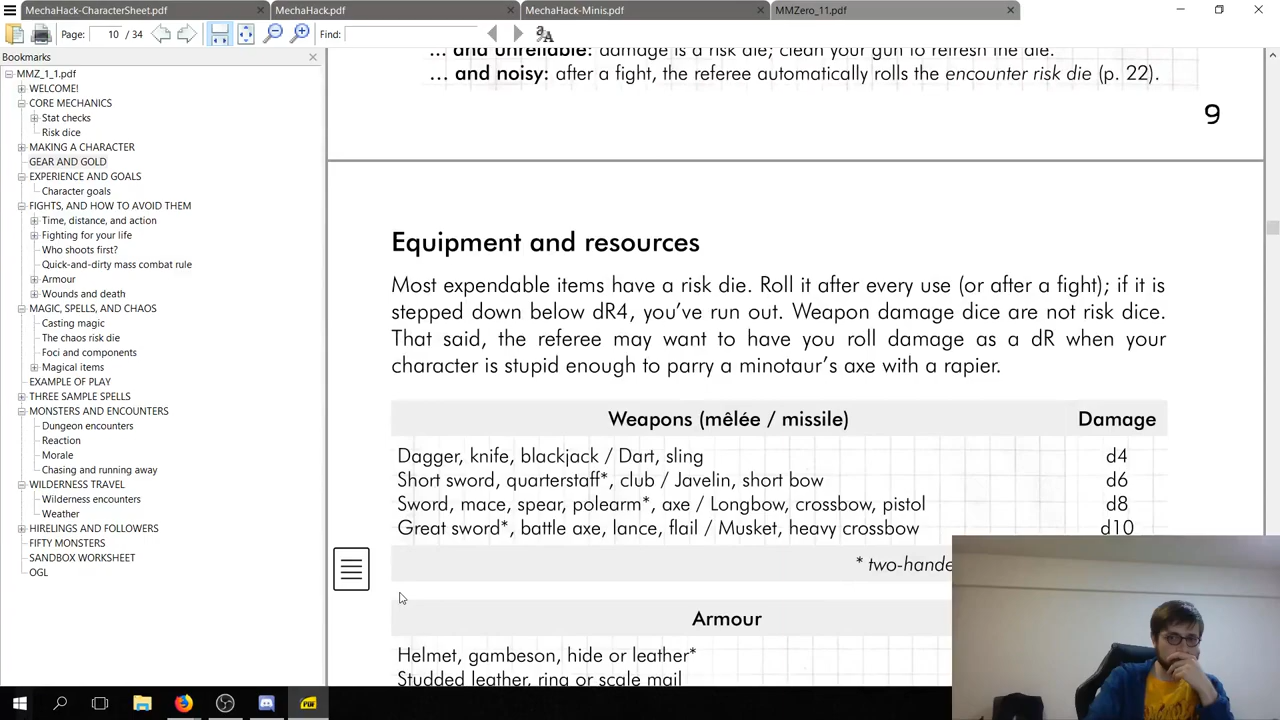 MechaHack-CharacterSheet.pdf
MechaHack.pdf
MechaHack-Minis.pdf
MMZero_11.pdf
Page: 10 / 34
Find:
Bookmarks
MMZ_1_1.pdf
WELCOME!
CORE MECHANICS
Stat checks
Risk dice
MAKING A CHARACTER
GEAR AND GOLD
EXPERIENCE AND GOALS
Character goals
FIGHTS, AND HOW TO AVOID THEM
Time, distance, and action
Fighting for your life
Who shoots first?
Quick-and-dirty mass combat rule
Armour
Wounds and death
MAGIC, SPELLS, AND CHAOS
Casting magic
The chaos risk die
Foci and components
Magical items
EXAMPLE OF PLAY
THREE SAMPLE SPELLS
MONSTERS AND ENCOUNTERS
Dungeon encounters
Reaction
Morale
Chasing and running away
WILDERNESS TRAVEL
Wilderness encounters
Weather
HIRELINGS AND FOLLOWERS
FIFTY MONSTERS
SANDBOX WORKSHEET
OGL
... and unreliable: damage is a risk die; clean your gun to refresh the die.
... and noisy: after a fight, the referee automatically rolls the encounter risk die (p. 22).
9
Equipment and resources
Most expendable items have a risk die. Roll it after every use (or after a fight); if it is
stepped down below dR4, you've run out. Weapon damage dice are not risk dice.
That said, the referee may want to have you roll damage as a dR when your
character is stupid enough to parry a minotaur's axe with a rapier.
Weapons (mêlée / missile) Damage
Dagger, knife, blackjack / Dart, sling d4
Short sword, quarterstaff*, club / Javelin, short bow d6
Sword, mace, spear, polearm*, axe / Longbow, crossbow, pistol d8
Great sword*, battle axe, lance, flail / Musket, heavy crossbow d10
* two-hande
Armour
Helmet, gambeson, hide or leather*
Studded leather, ring or scale mail